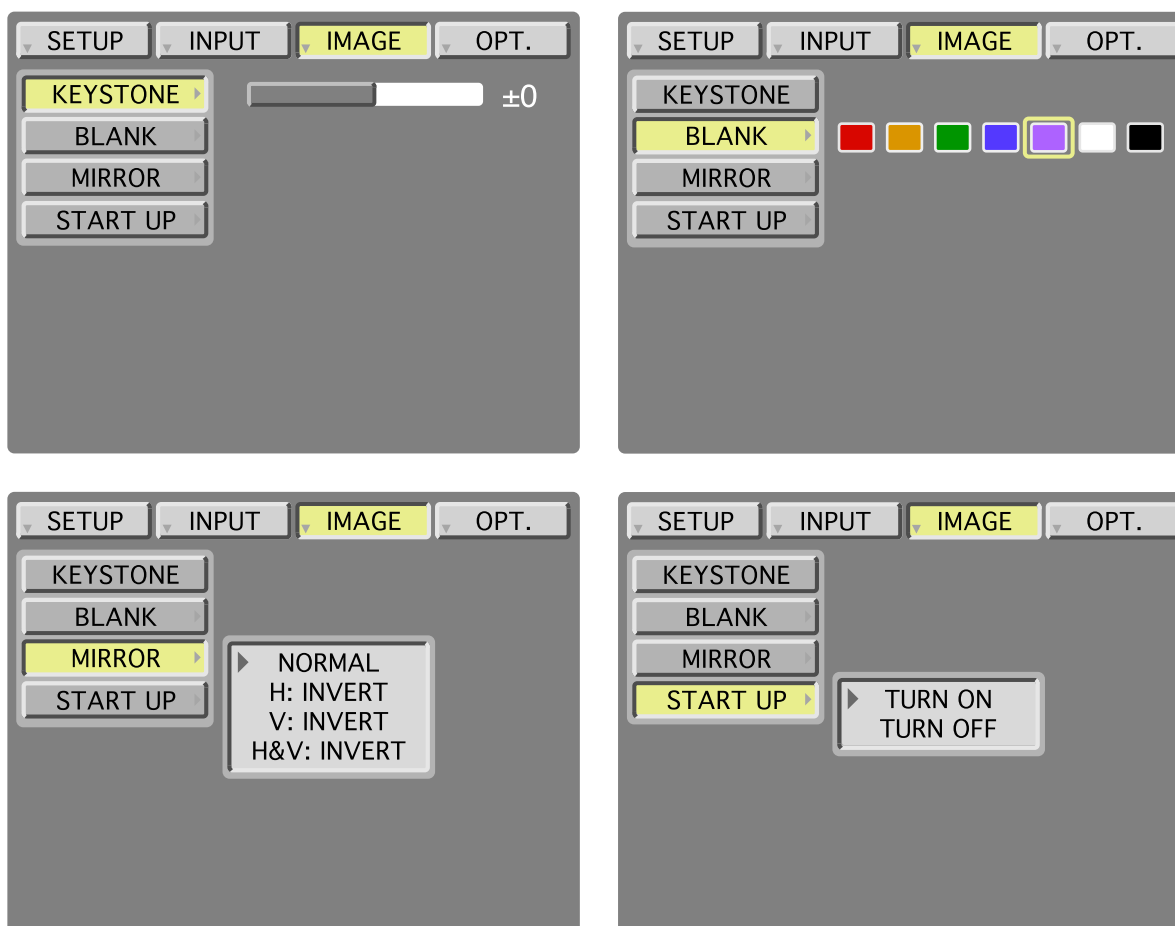 SETUP INPUT IMAGE OPT.
KEYSTONE ±0
BLANK
MIRROR
START UP
SETUP INPUT IMAGE OPT.
KEYSTONE
BLANK
MIRROR
START UP
SETUP INPUT IMAGE OPT.
KEYSTONE
BLANK
MIRROR
START UP
NORMAL
H: INVERT
V: INVERT
H&V: INVERT
SETUP INPUT IMAGE OPT.
KEYSTONE
BLANK
MIRROR
START UP
TURN ON
TURN OFF